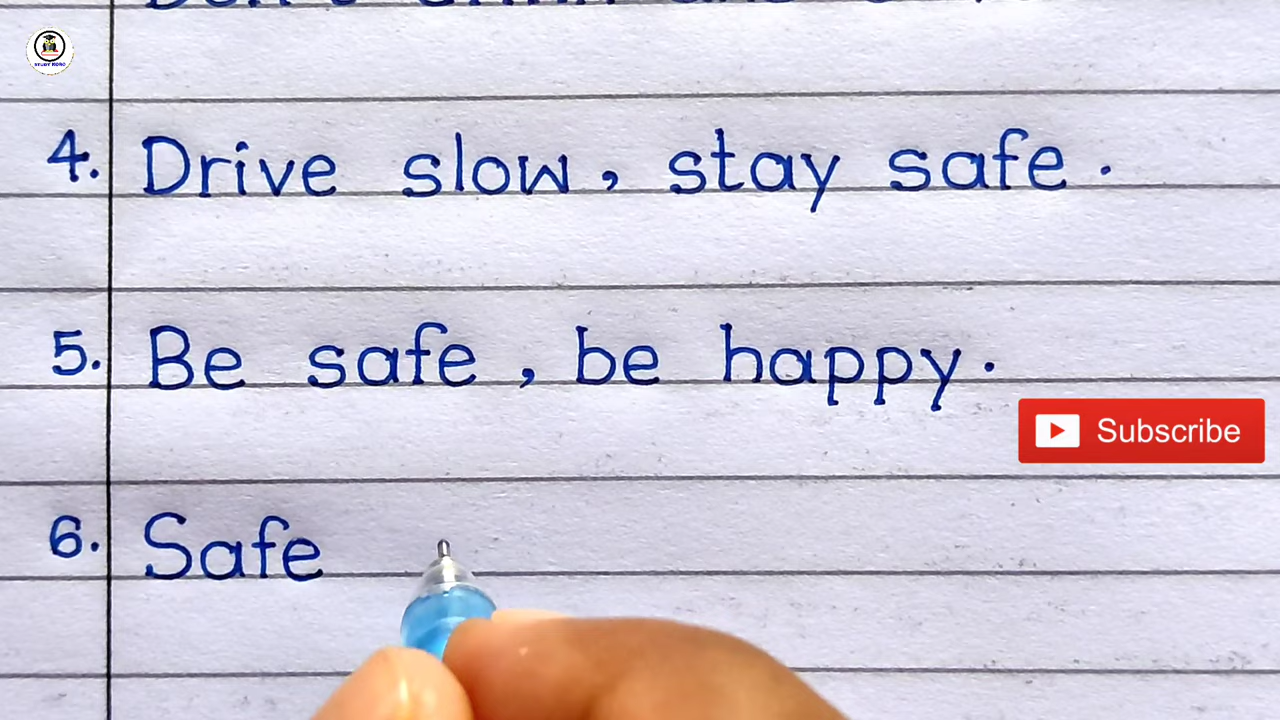 4. Drive slow, stay safe.
5. Be safe, be happy.
Subscribe
6. Safe